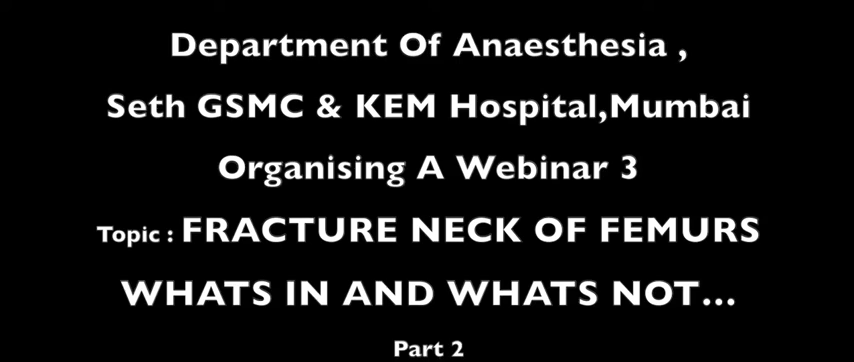 Department Of Anaesthesia ,
Seth GSMC & KEM Hospital,Mumbai
Organising A Webinar 3
Topic : FRACTURE NECK OF FEMURS
WHATS IN AND WHATS NOT...
Part 2